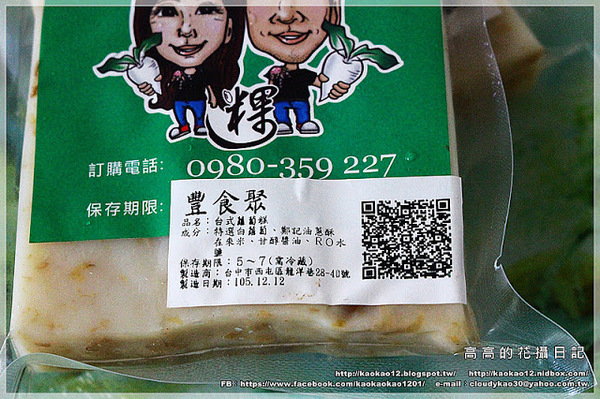 粿
訂購電話: 0980-359 227
保存期限:
豐食聚
品名：台式蘿蔔糕
成分：特選白蘿蔔、鄭記油蔥酥
在來米、甘醇醬油、RO水
鹽
保存期限：5～7(需冷藏)
製造商：台中市西屯區龍洋巷28-40號
製造日期：105.12.12
高高的花攝日記
http://kaokao12.blogspot.tw/ http://kaokao12.nidbox.com/
FB: https://www.facebook.com/kaokaokao1201/ e-mail：cloudykao30@yahoo.com.tw